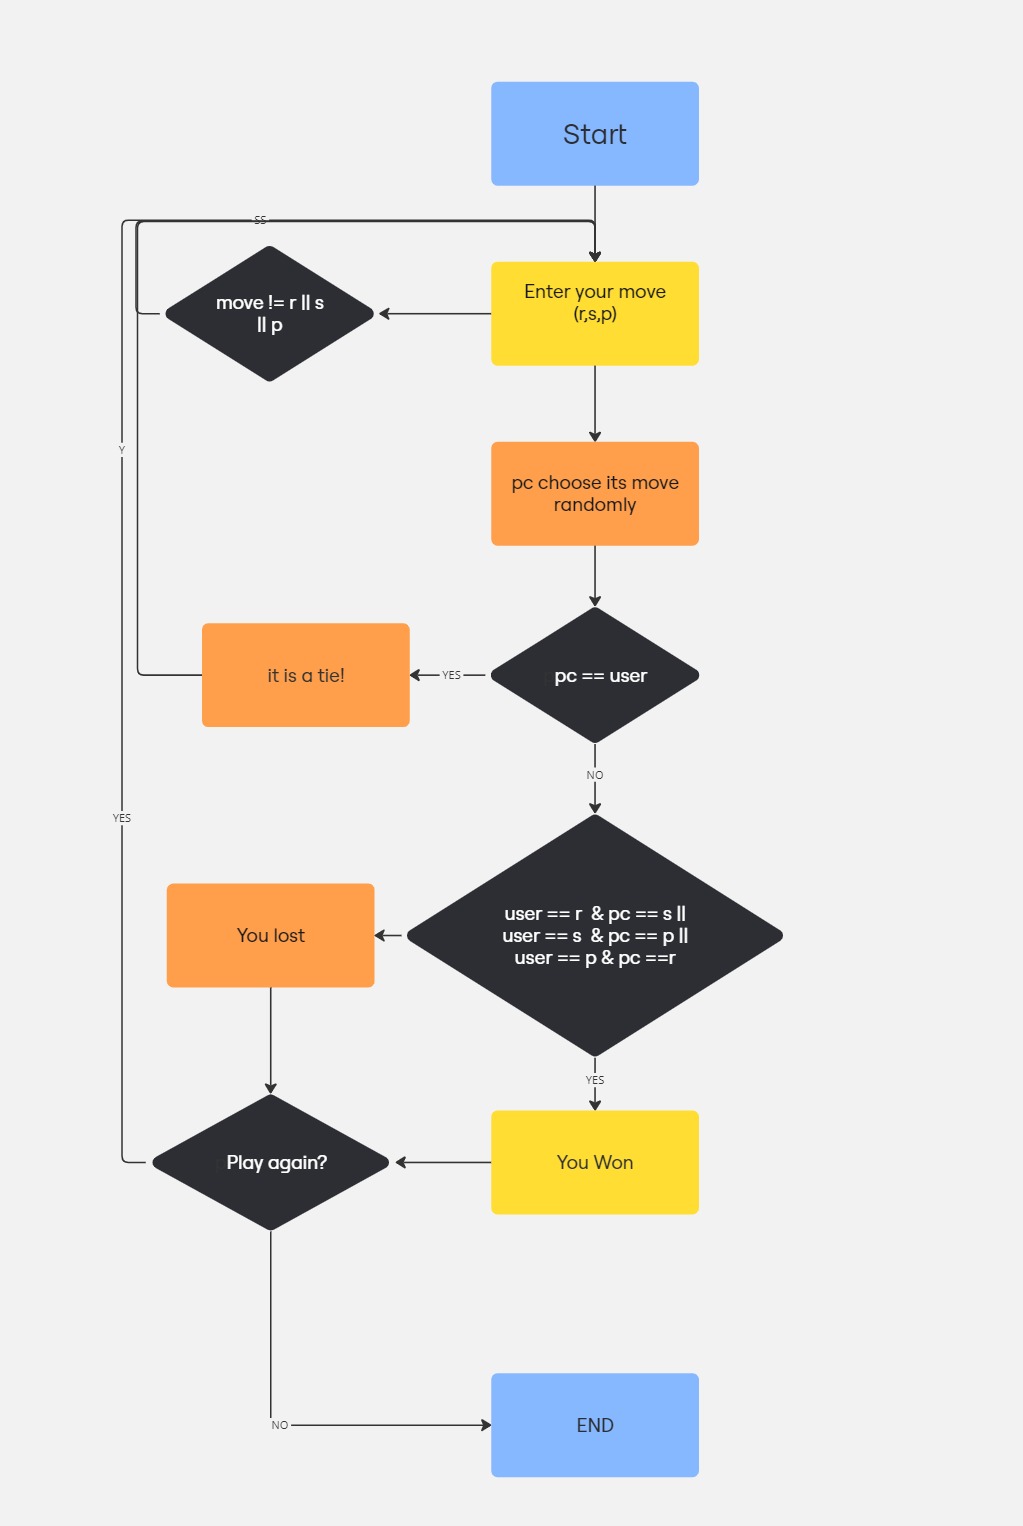 Start
SS
move != r || s
|| p
Enter your move
(r,s,p)
Y
pc choose its move
randomly
it is a tie!
YES
pc == user
NO
YES
You lost
user == r & pc == s ||
user == s & pc == p ||
user == p & pc ==r
YES
Play again?
You Won
NO
END